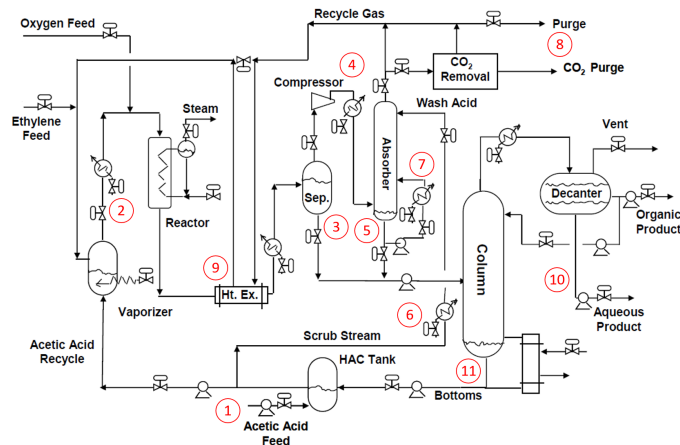 Oxygen Feed
Recycle Gas
Purge
8
4
CO2
Removal
CO2 Purge
Compressor
Wash Acid
Steam
Ethylene
Feed
Vent
Absorber
7
Decanter
2
Sep.
Organic
Product
Reactor
3
5
Column
9
Ht. Ex.
10
Vaporizer
6
Aqueous
Product
Acetic Acid
Recycle
Scrub Stream
HAC Tank
11
1
Bottoms
Acetic Acid
Feed